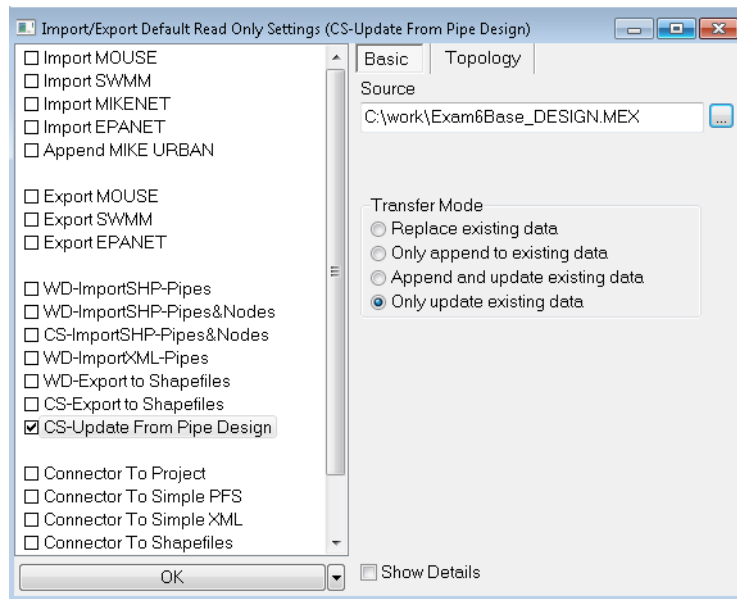 Import/Export Default Read Only Settings (CS-Update From Pipe Design)
Import MOUSE
Import SWMM
Import MIKENET
Import EPANET
Append MIKE URBAN
Export MOUSE
Export SWMM
Export EPANET
WD-ImportSHP-Pipes
WD-ImportSHP-Pipes&Nodes
CS-ImportSHP-Pipes&Nodes
WD-ImportXML-Pipes
WD-Export to Shapefiles
CS-Export to Shapefiles
CS-Update From Pipe Design
Connector To Project
Connector To Simple PFS
Connector To Simple XML
Connector To Shapefiles
OK
Basic
Topology
Source
C:\work\Exam6Base_DESIGN.MEX
...
Transfer Mode
Replace existing data
Only append to existing data
Append and update existing data
Only update existing data
Show Details